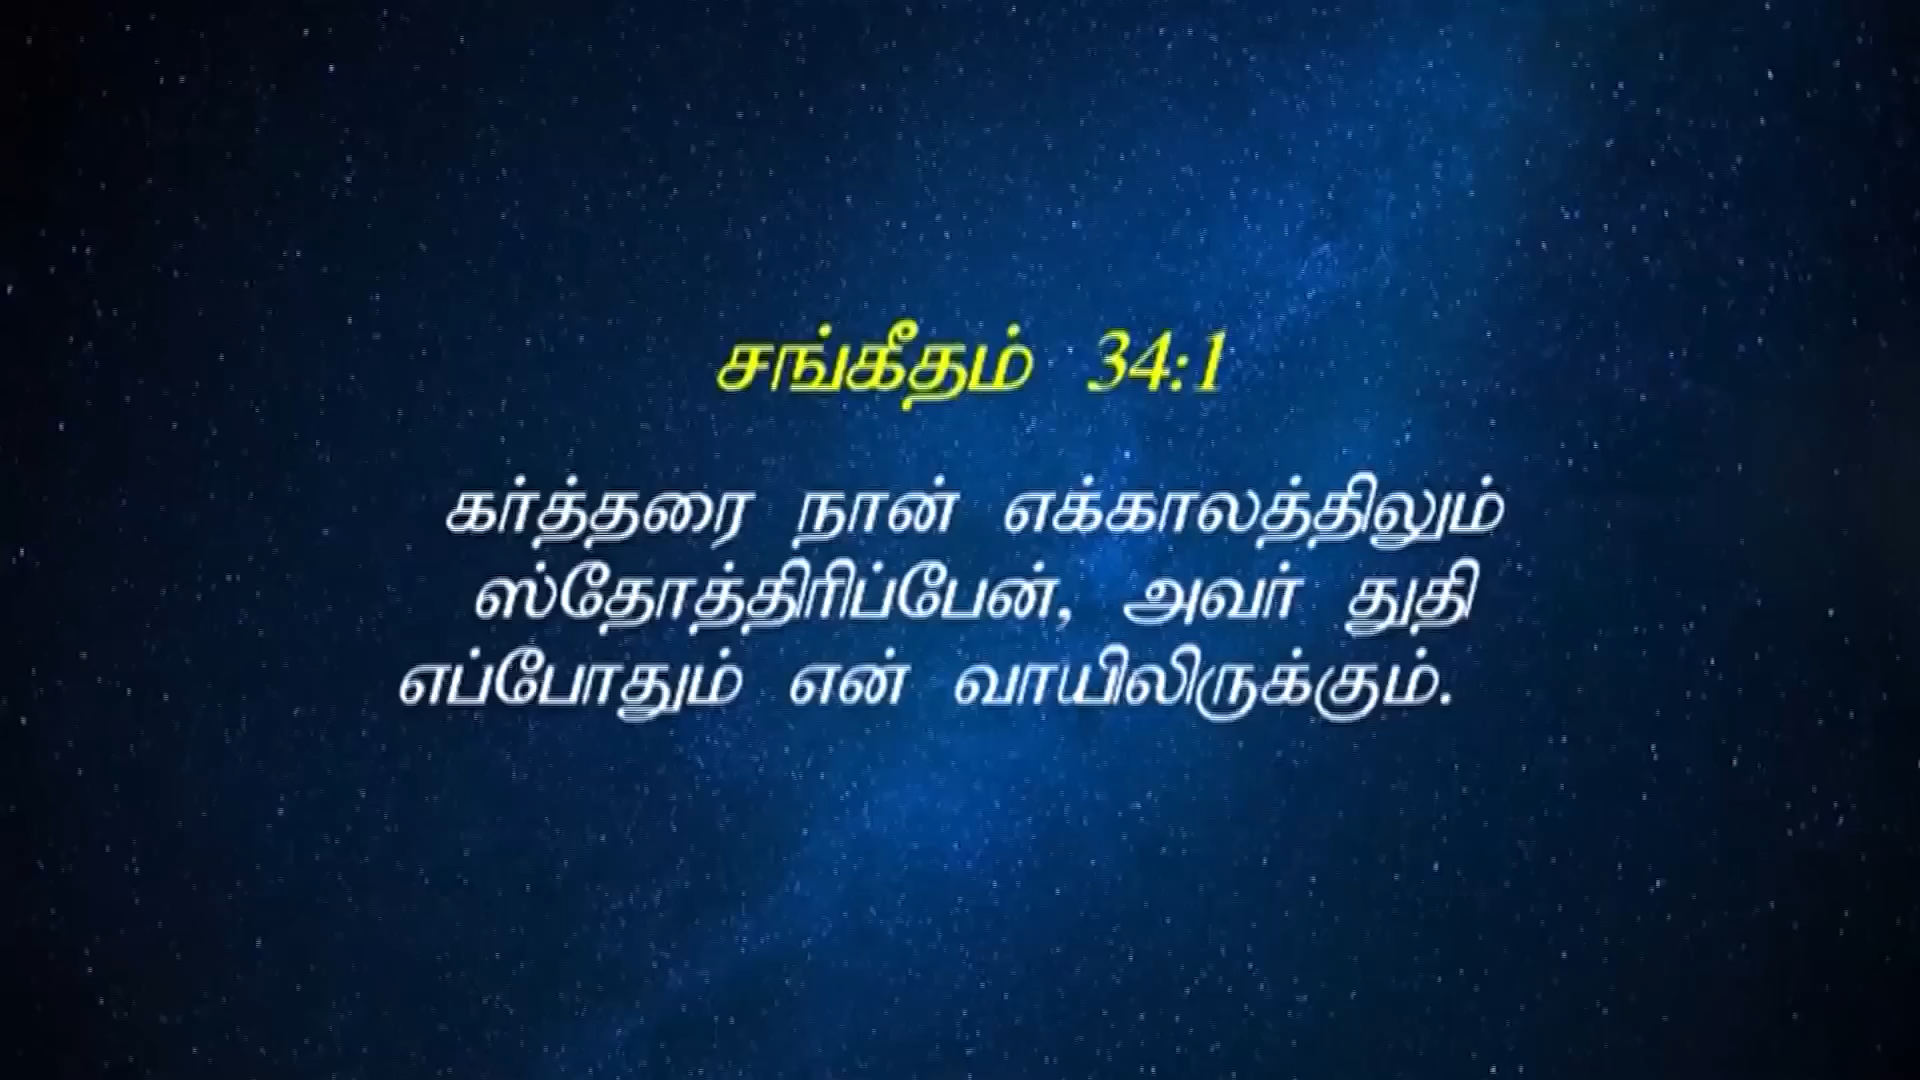 சங்கீதம் 34:1
கர்த்தரை நான் எக்காலத்திலும்
ஸ்தோத்திரிப்பேன், அவர் துதி
எப்போதும் என் வாயிலிருக்கும்.